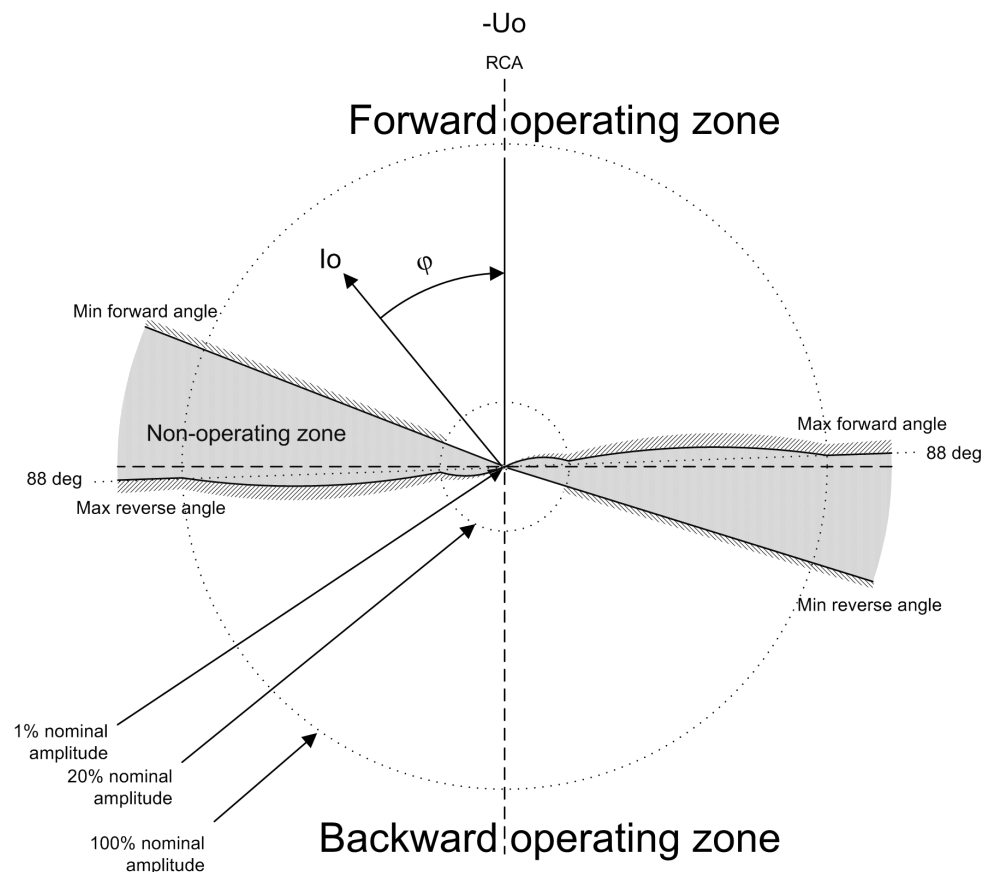 -Uo
RCA
Forward operating zone
Io
φ
Min forward angle
Non-operating zone
Max forward angle
88 deg
88 deg
Max reverse angle
Min reverse angle
1% nominal
amplitude
20% nominal
amplitude
100% nominal
amplitude
Backward operating zone